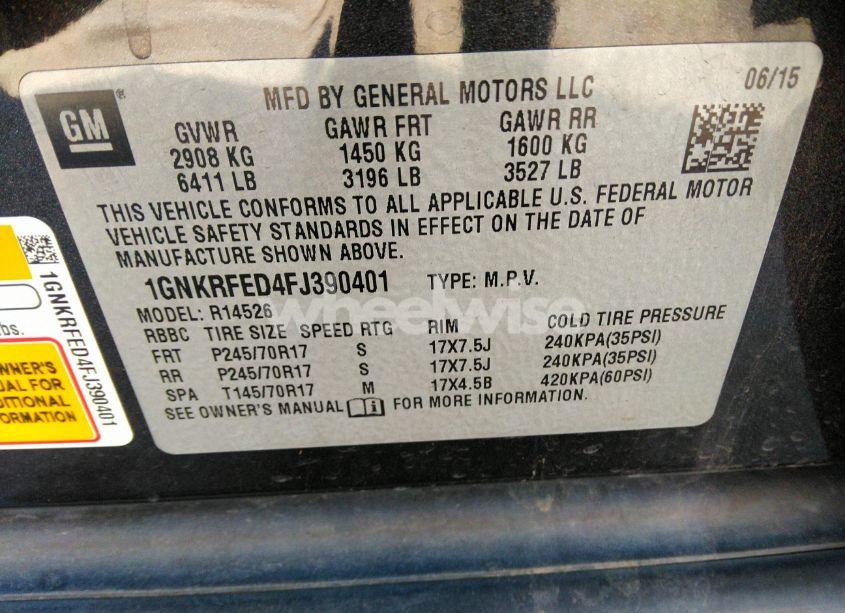 GM
MFD BY GENERAL MOTORS LLC
06/15
GVWR GAWR FRT GAWR RR
2908 KG 1450 KG 1600 KG
6411 LB 3196 LB 3527 LB
THIS VEHICLE CONFORMS TO ALL APPLICABLE U.S. FEDERAL MOTOR
VEHICLE SAFETY STANDARDS IN EFFECT ON THE DATE OF
MANUFACTURE SHOWN ABOVE.
1GNKRFED4FJ390401 TYPE: M.P.V.
MODEL: R14526
RBBC TIRE SIZE SPEED RTG RIM COLD TIRE PRESSURE
FRT P245/70R17 S 17X7.5J 240KPA(35PSI)
RR P245/70R17 S 17X7.5J 240KPA(35PSI)
SPA T145/70R17 M 17X4.5B 420KPA(60PSI)
SEE OWNER'S MANUAL i FOR MORE INFORMATION.
wheelwise
1GNKRFED4FJ390401
lbs.
OWNER'S
FOR